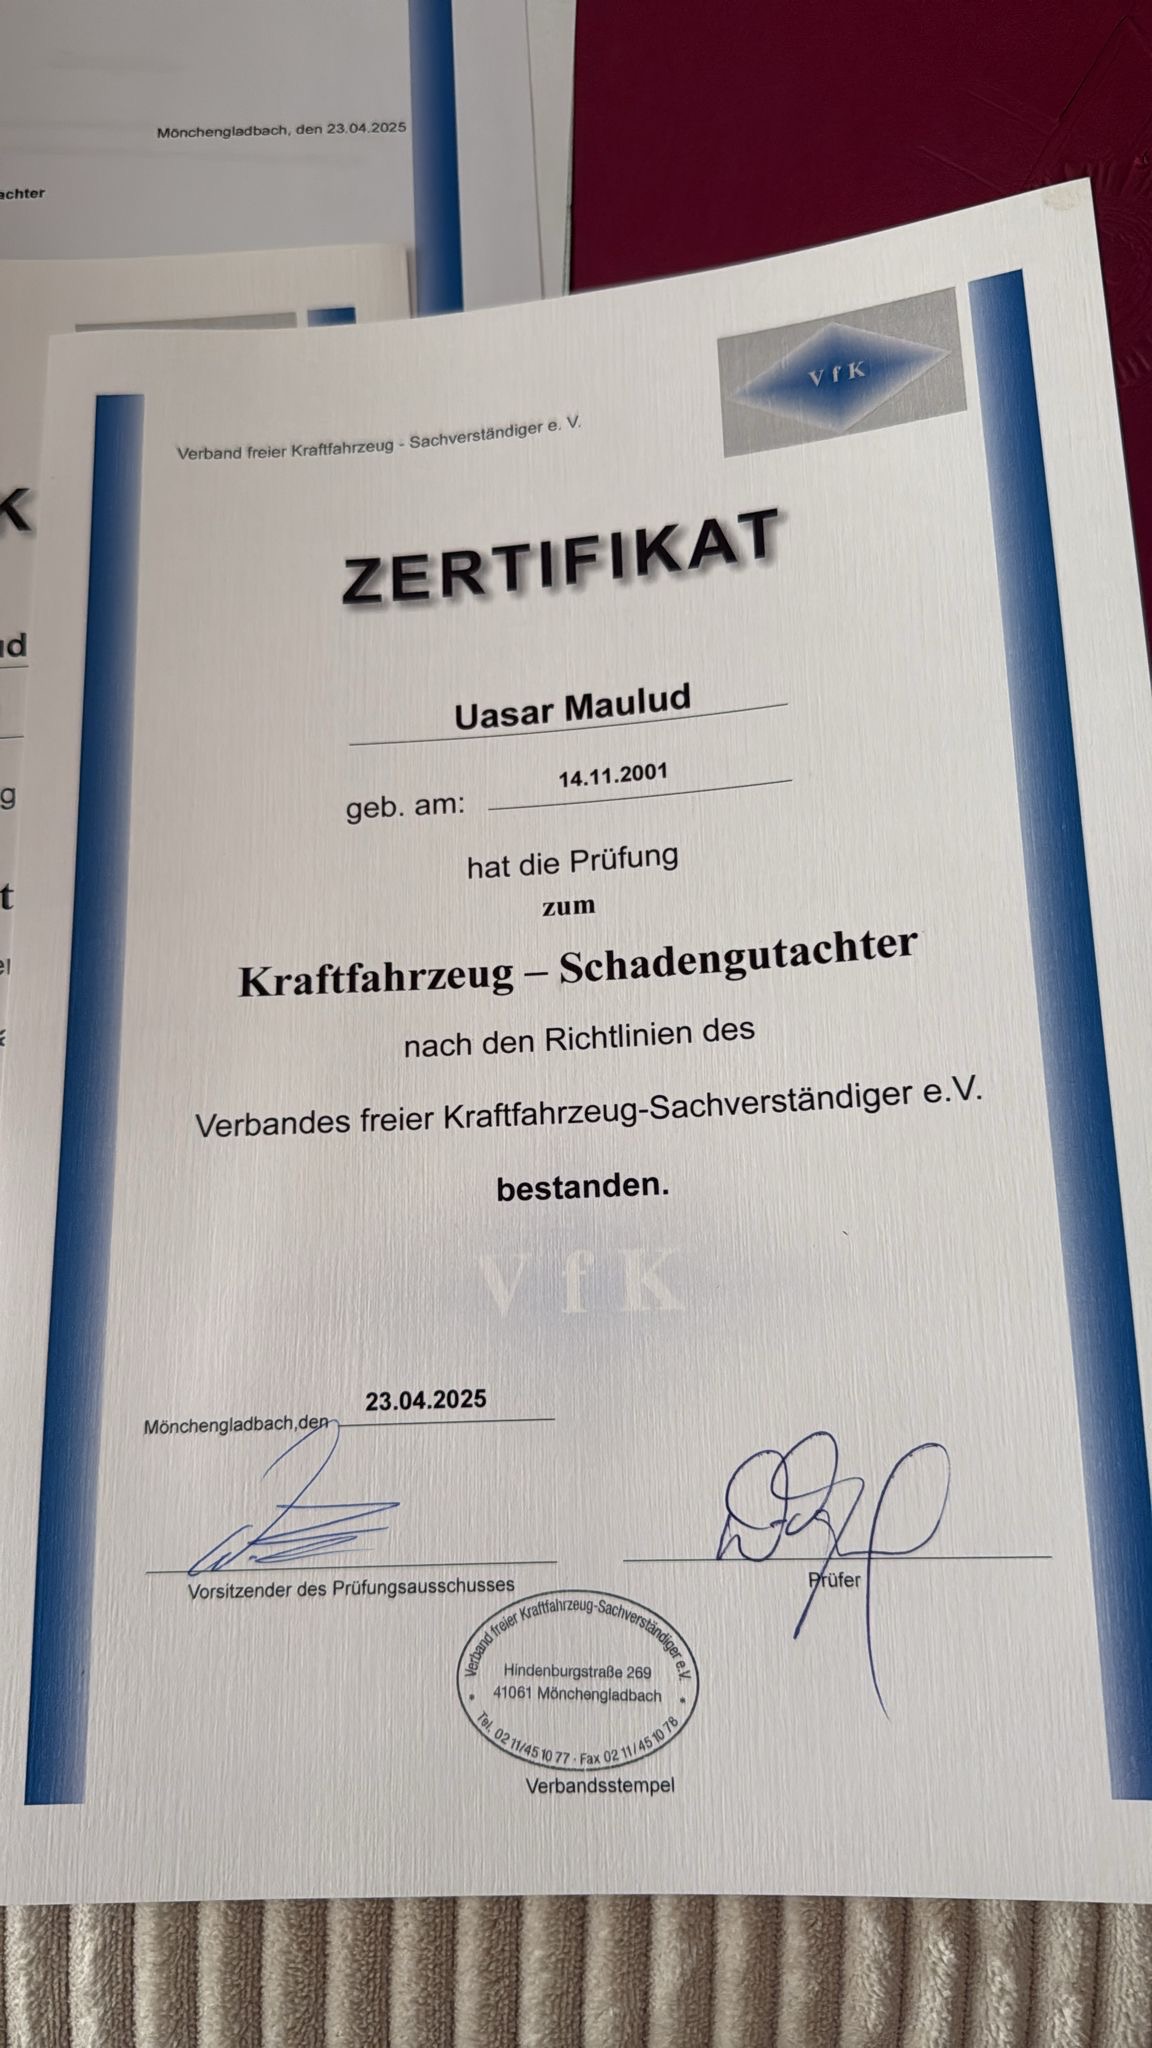 Mönchengladbach, den 23.04.2025
achter
V f K
Verband freier Kraftfahrzeug - Sachverständiger e. V.
ZERTIFIKAT
Uasar Maulud
geb. am: 14.11.2001
hat die Prüfung
zum
Kraftfahrzeug – Schadengutachter
nach den Richtlinien des
Verbandes freier Kraftfahrzeug-Sachverständiger e.V.
bestanden.
V f K
Mönchengladbach,den 23.04.2025
Vorsitzender des Prüfungsausschusses
Prüfer
Verband freier Kraftfahrzeug-Sachverständiger e.V.
Hindenburgstraße 269
41061 Mönchengladbach
Tel. 02 11/45 10 77 · Fax 02 11/45 10 78
Verbandsstempel
K
ud
g
t